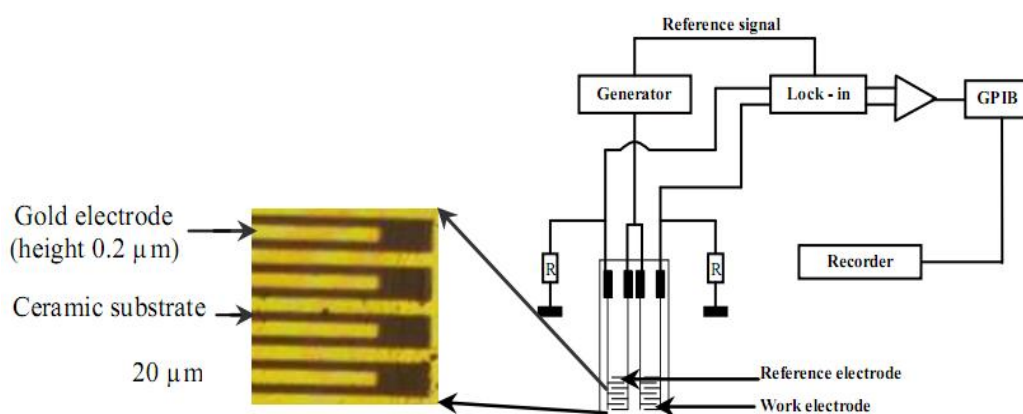 Reference signal
Generator
Lock - in
GPIB
Gold electrode
(height 0.2 µm)
R
R
Recorder
Ceramic substrate
20 µm
Reference electrode
Work electrode